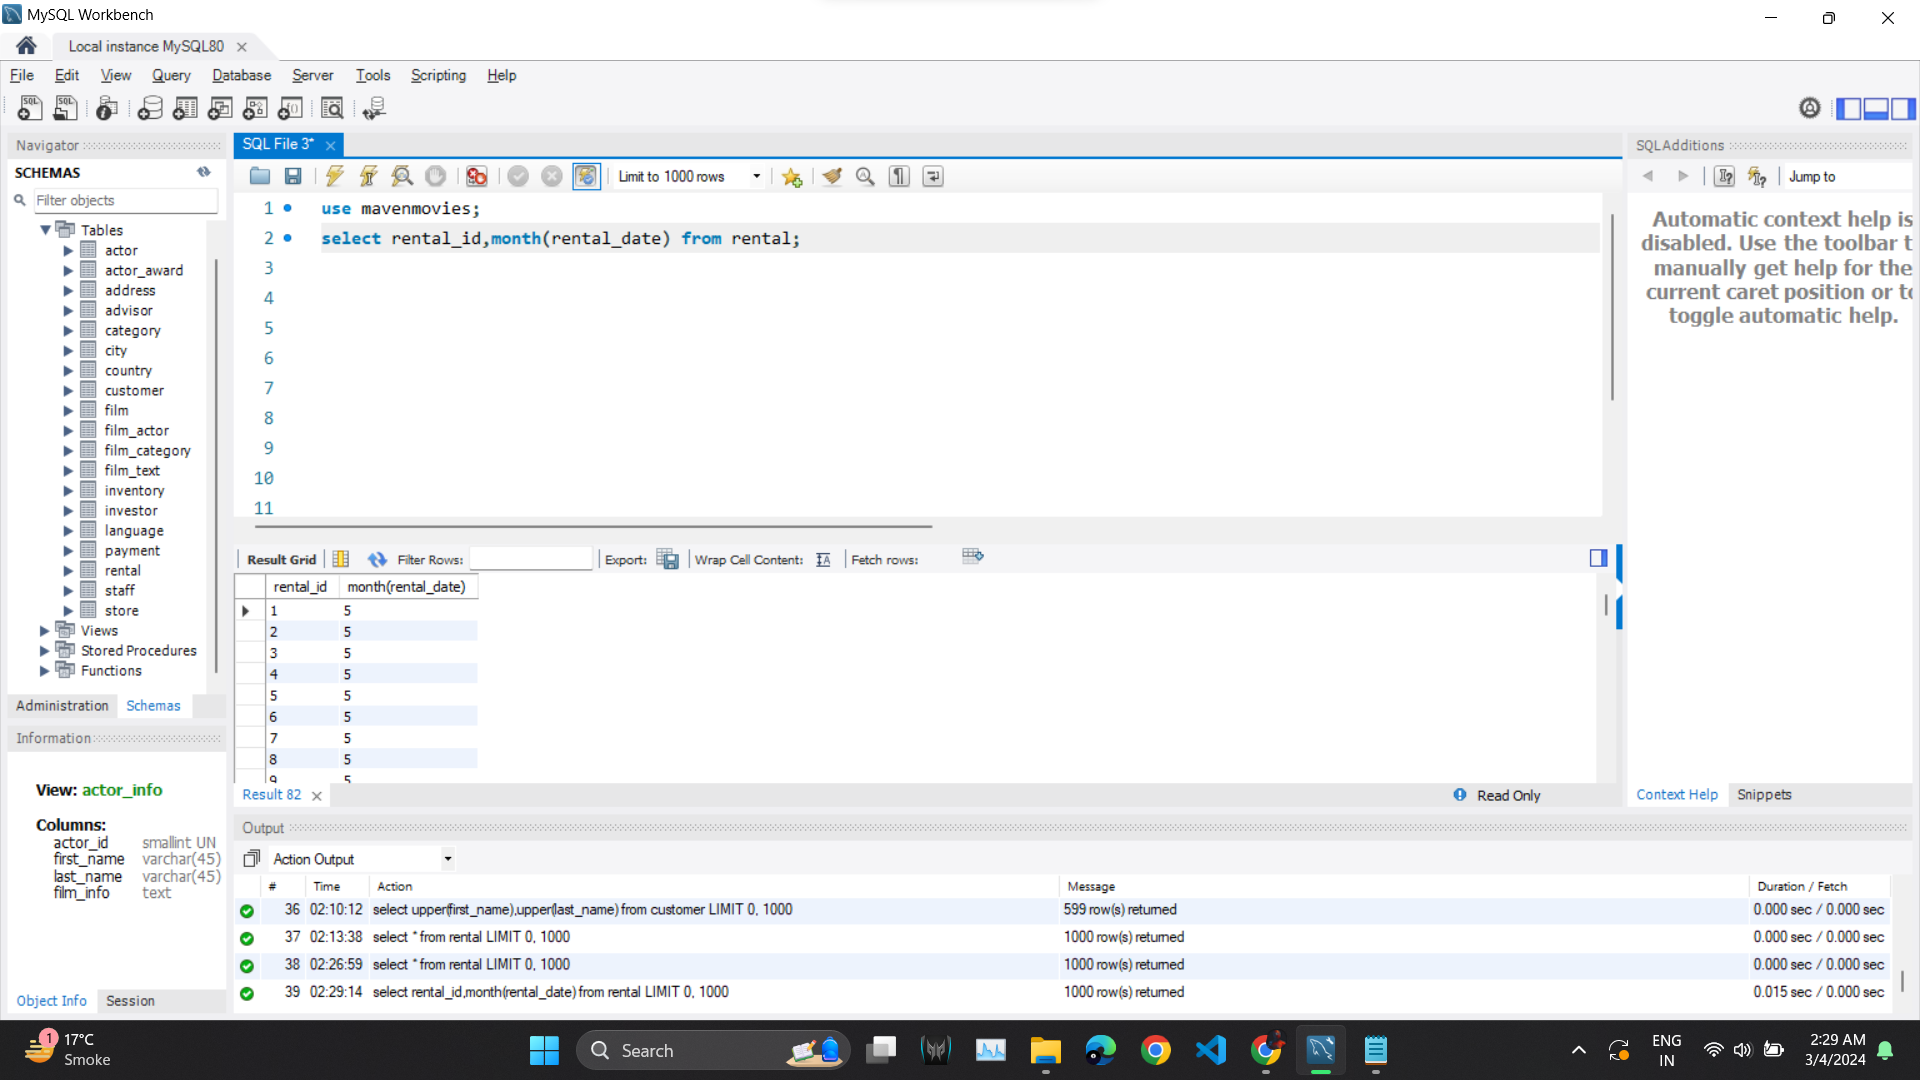 MySQL Workbench
Local instance MySQL80
File Edit View Query Database Server Tools Scripting Help
Navigator
SCHEMAS
Filter objects
Tables
actor
actor_award
address
advisor
category
city
country
customer
film
film_actor
film_category
film_text
inventory
investor
language
payment
rental
staff
store
Views
Stored Procedures
Functions
Administration Schemas
Information
View: actor_info
Columns:
actor_id smallint UN
first_name varchar(45)
last_name varchar(45)
film_info text
Object Info Session
SQL File 3*
Limit to 1000 rows
1 use mavenmovies;
2 select rental_id,month(rental_date) from rental;
3
4
5
6
7
8
9
10
11
Result Grid Filter Rows: Export: Wrap Cell Content: Fetch rows:
rental_id month(rental_date)
1 5
2 5
3 5
4 5
5 5
6 5
7 5
8 5
9 5
Result 82 Read Only
SQLAdditions
Jump to
Automatic context help is
disabled. Use the toolbar t
manually get help for the
current caret position or to
toggle automatic help.
Context Help Snippets
Output
Action Output
# Time Action Message Duration / Fetch
36 02:10:12 select upper(first_name),upper(last_name) from customer LIMIT 0, 1000 599 row(s) returned 0.000 sec / 0.000 sec
37 02:13:38 select * from rental LIMIT 0, 1000 1000 row(s) returned 0.000 sec / 0.000 sec
38 02:26:59 select * from rental LIMIT 0, 1000 1000 row(s) returned 0.000 sec / 0.000 sec
39 02:29:14 select rental_id,month(rental_date) from rental LIMIT 0, 1000 1000 row(s) returned 0.015 sec / 0.000 sec
1
17°C
Smoke
Search
ENG
IN
2:29 AM
3/4/2024